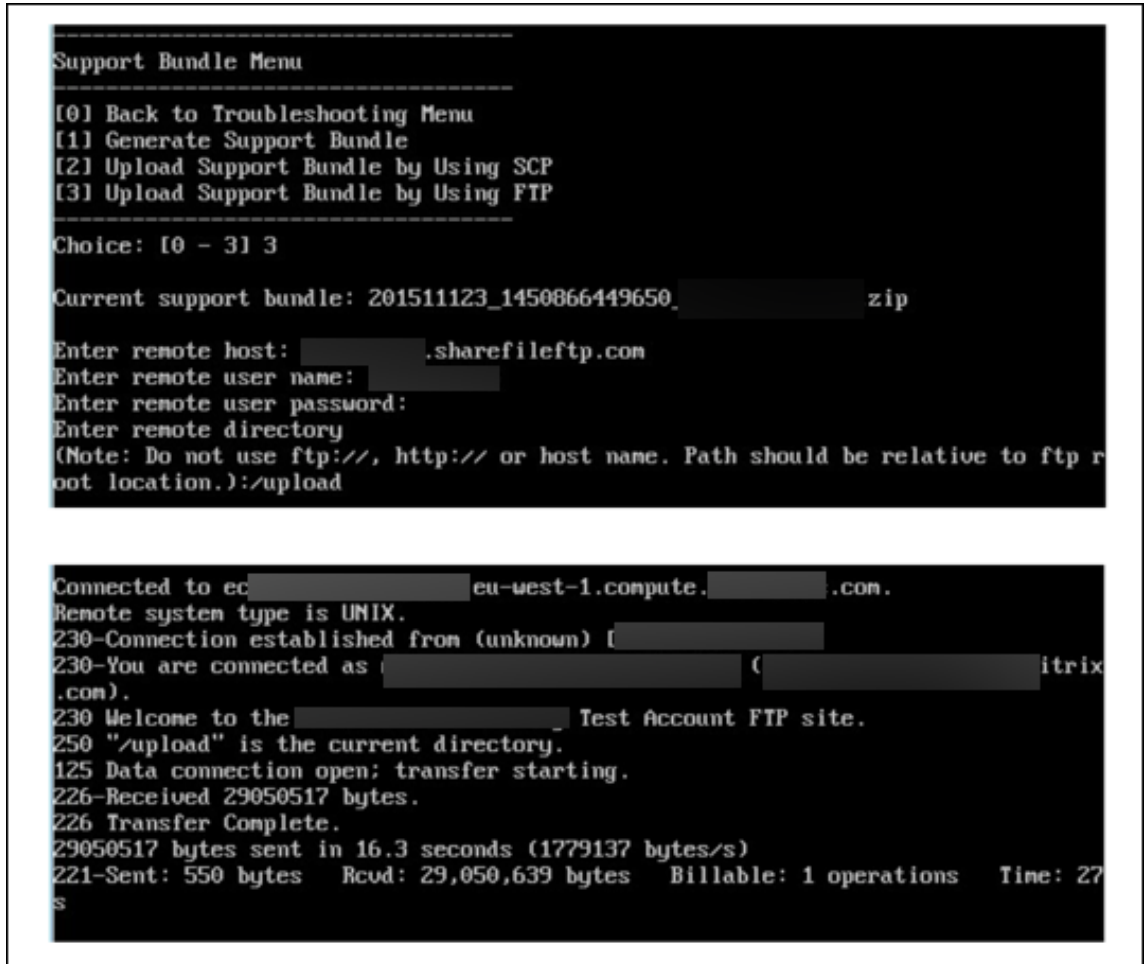 Support Bundle Menu
[0] Back to Troubleshooting Menu
[1] Generate Support Bundle
[2] Upload Support Bundle by Using SCP
[3] Upload Support Bundle by Using FTP
Choice: [0 - 3] 3
Current support bundle: 201511123_1450866449650_ zip
Enter remote host: .sharefileftp.com
Enter remote user name:
Enter remote user password:
Enter remote directory
(Note: Do not use ftp://, http:// or host name. Path should be relative to ftp r
oot location.):/upload
Connected to ec eu-west-1.compute. .com.
Remote system type is UNIX.
230-Connection established from (unknown) [
230-You are connected as ( itrix
.com).
230 Welcome to the Test Account FTP site.
250 "/upload" is the current directory.
125 Data connection open; transfer starting.
226-Received 29050517 bytes.
226 Transfer Complete.
29050517 bytes sent in 16.3 seconds (1779137 bytes/s)
221-Sent: 550 bytes Rcvd: 29,050,639 bytes Billable: 1 operations Time: 27
s